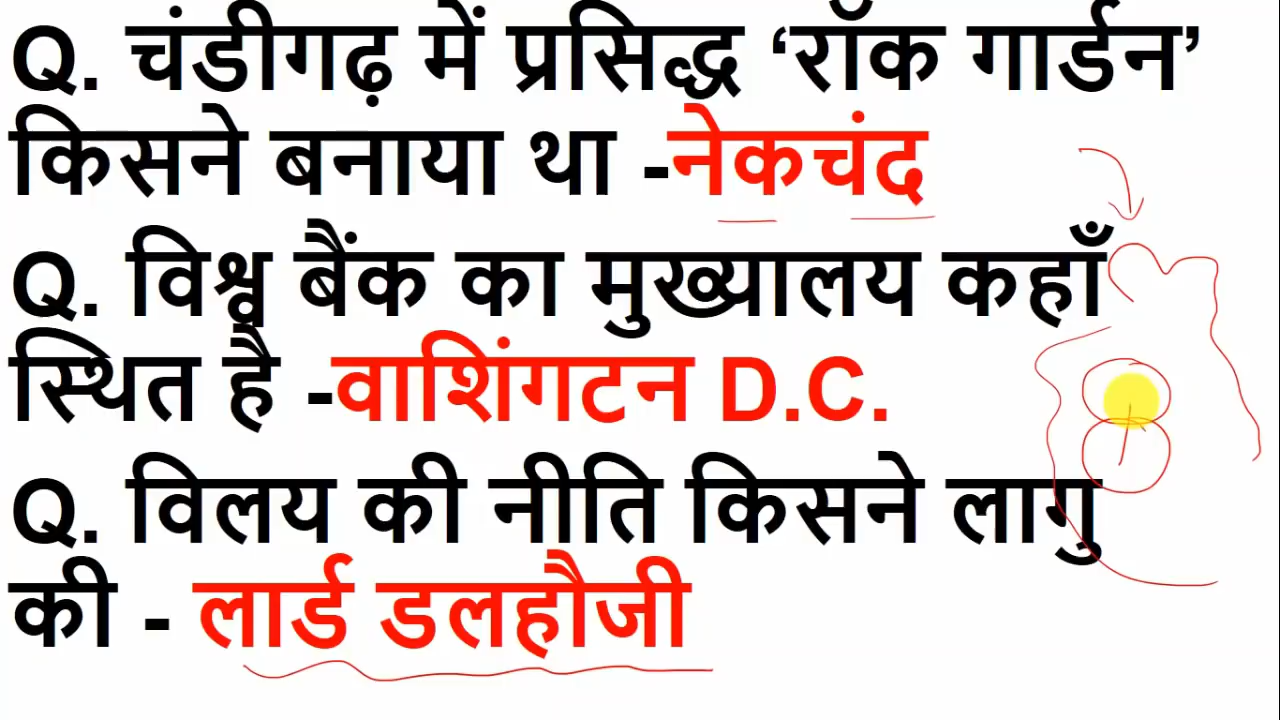 Q. चंडीगढ़ में प्रसिद्ध ‘रॉक गार्डन’
किसने बनाया था -नेकचंद
Q. विश्व बैंक का मुख्यालय कहाँ
स्थित है -वाशिंगटन D.C.
Q. विलय की नीति किसने लागु
की - लार्ड डलहौजी